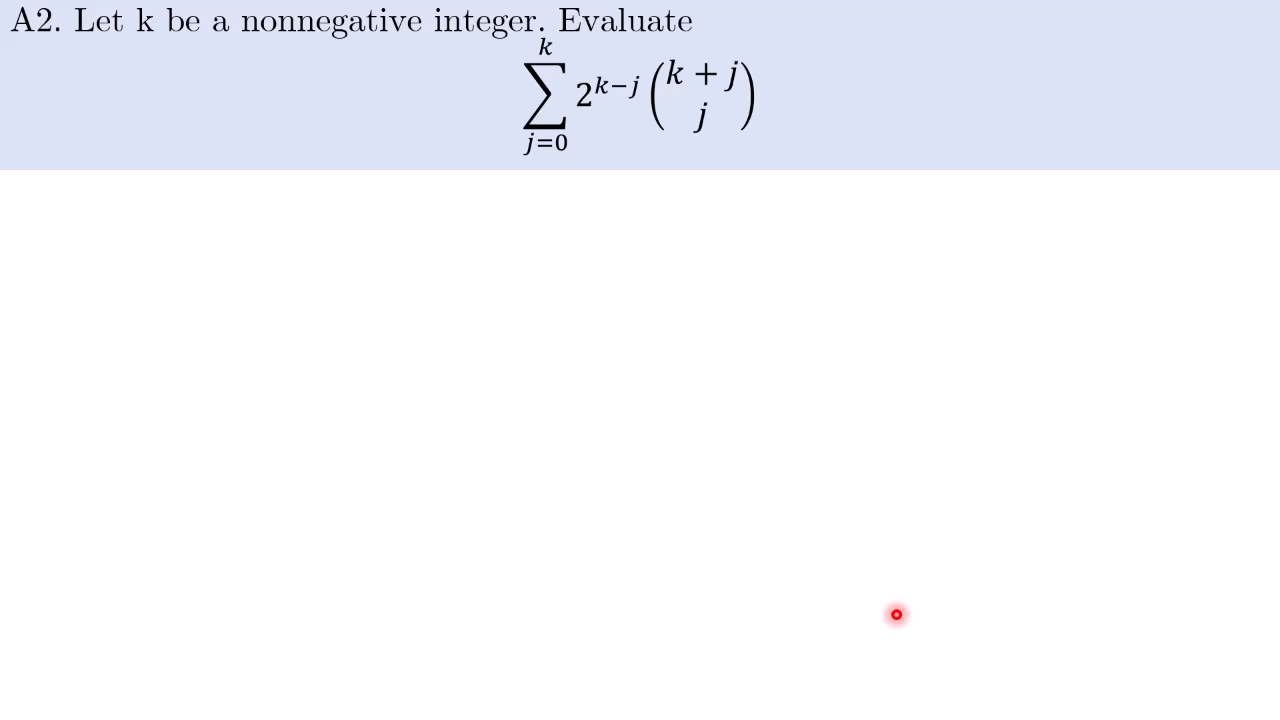 A2. Let k be a nonnegative integer. Evaluate
$$\sum_{j=0}^{k} 2^{k-j} \binom{k+j}{j}$$